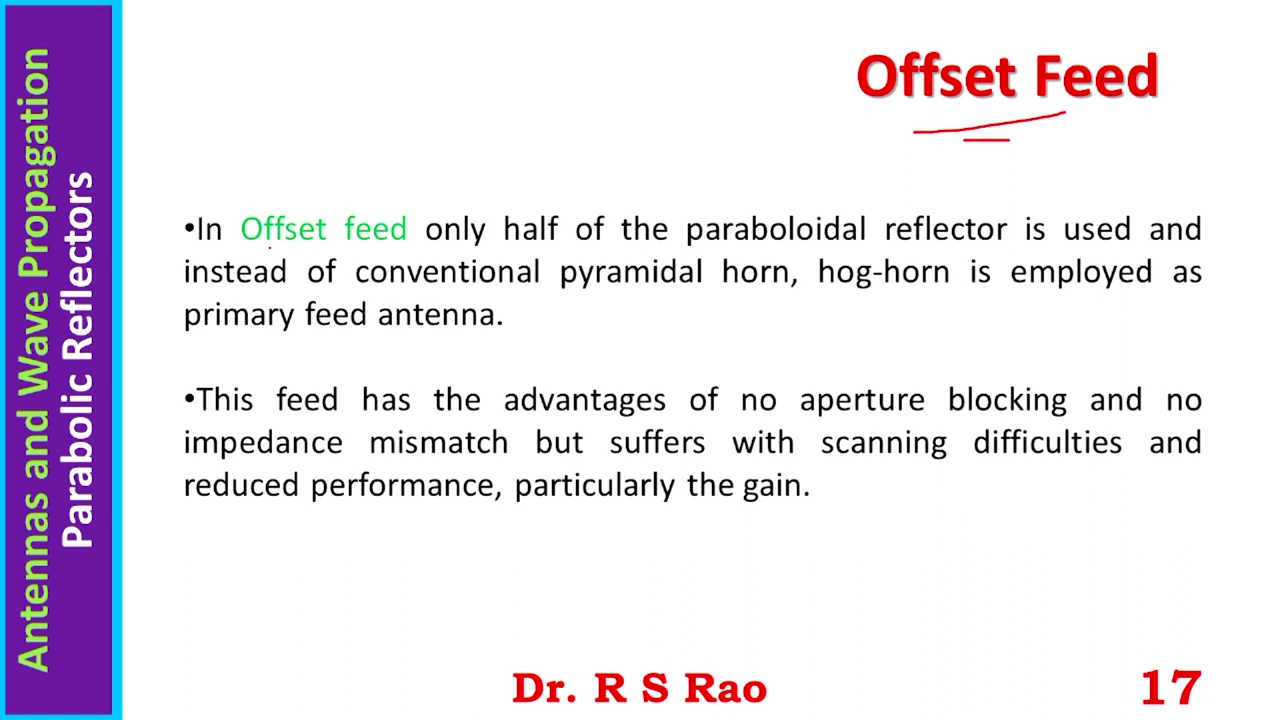 Antennas and Wave Propagation
Parabolic Reflectors
Offset Feed
•In Offset feed only half of the paraboloidal reflector is used and
instead of conventional pyramidal horn, hog-horn is employed as
primary feed antenna.
•This feed has the advantages of no aperture blocking and no
impedance mismatch but suffers with scanning difficulties and
reduced performance, particularly the gain.
Dr. R S Rao
17